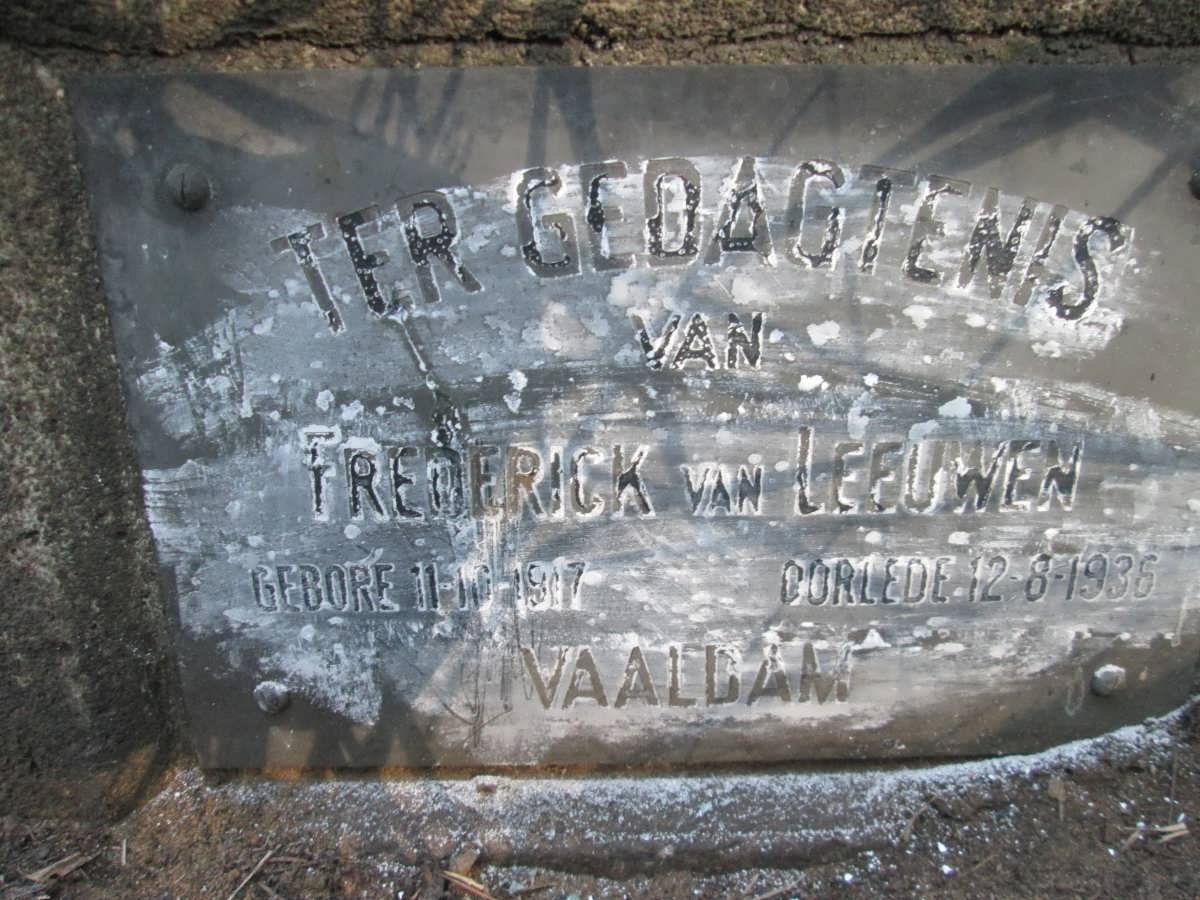 TER GEDAGTENIS
VAN
FREDERICK VAN LEEUWEN
GEBORE 11-10-1917 OORLEDE 12-8-1936
VAALDAM